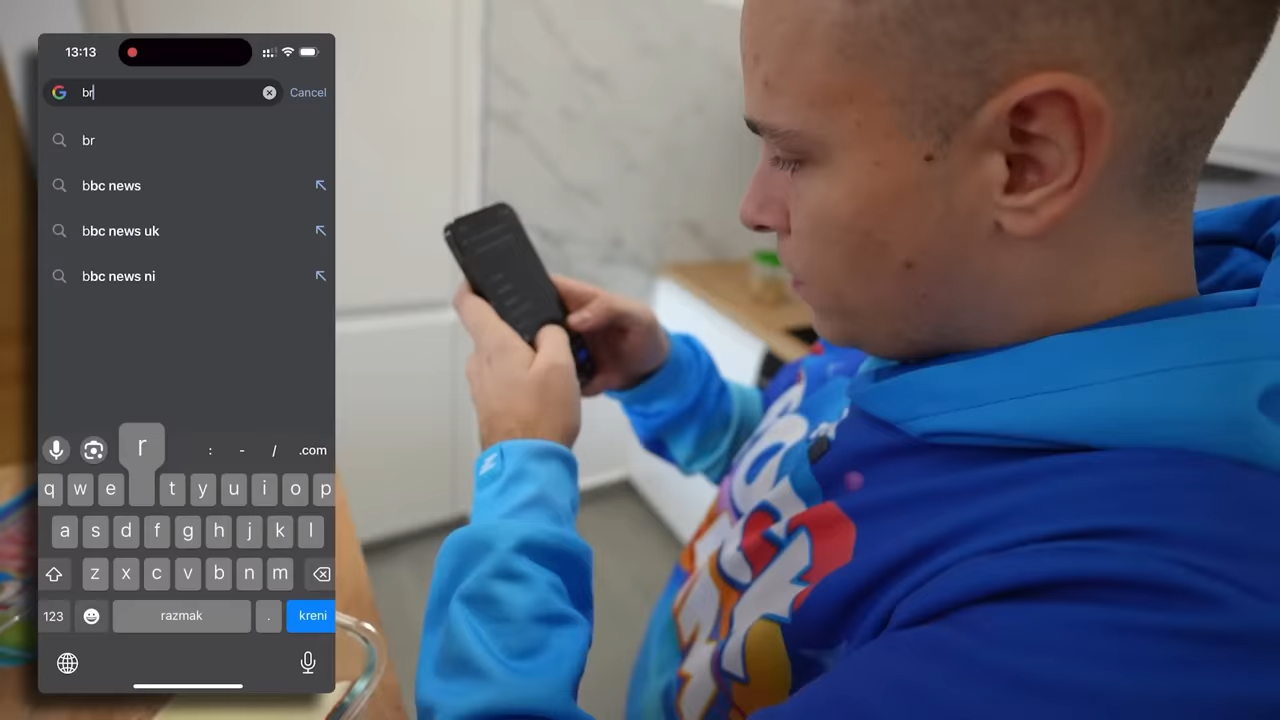 13:13
br
Cancel
br
bbc news
bbc news uk
bbc news ni
r
: - / .com
q w e t y u i o p
a s d f g h j k l
z x c v b n m
123 razmak . kreni